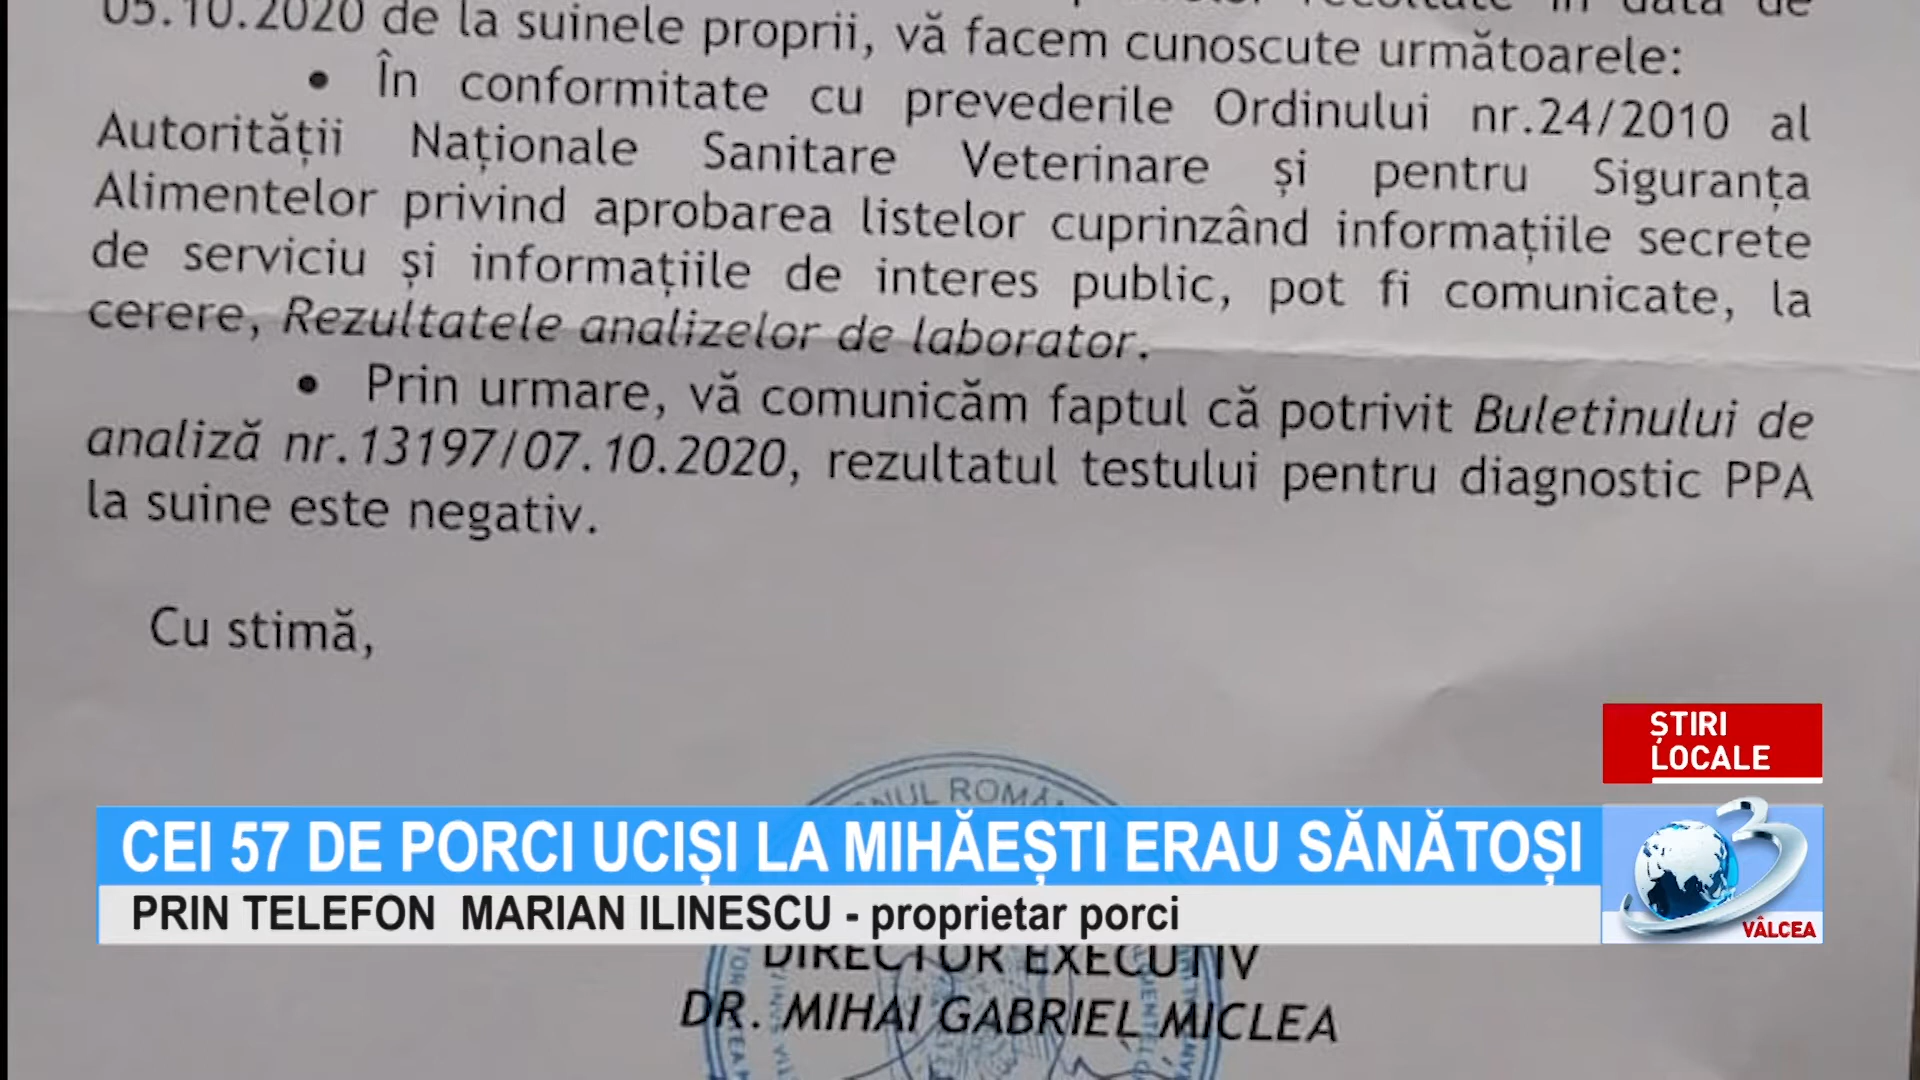 05.10.2020 de la suinele proprii, vă facem cunoscute următoarele:
• În conformitate cu prevederile Ordinului nr.24/2010 al
Autorității Naționale Sanitare Veterinare și pentru Siguranța
Alimentelor privind aprobarea listelor cuprinzând informațiile secrete
de serviciu și informațiile de interes public, pot fi comunicate, la
cerere, Rezultatele analizelor de laborator.
• Prin urmare, vă comunicăm faptul că potrivit Buletinului de
analiză nr.13197/07.10.2020, rezultatul testului pentru diagnostic PPA
la suine este negativ.
Cu stimă,
ȘTIRI
LOCALE
CEI 57 DE PORCI UCIȘI LA MIHĂEȘTI ERAU SĂNĂTOȘI
PRIN TELEFON MARIAN ILINESCU - proprietar porci
3
VÂLCEA
DIRECTOR EXECUTIV
DR. MIHAI GABRIEL MICLEA